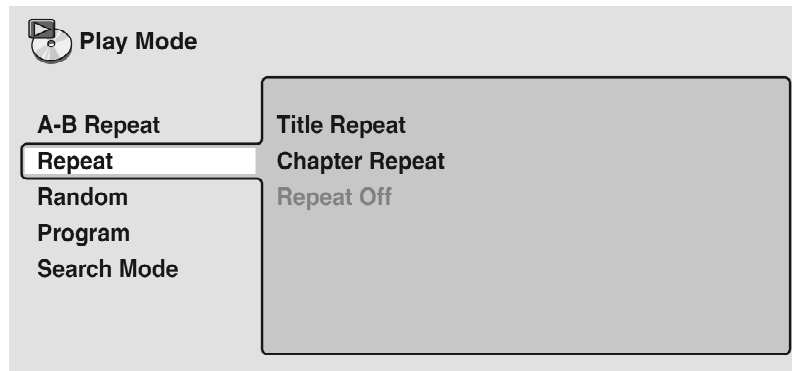 Play Mode
A-B Repeat
Repeat
Random
Program
Search Mode
Title Repeat
Chapter Repeat
Repeat Off